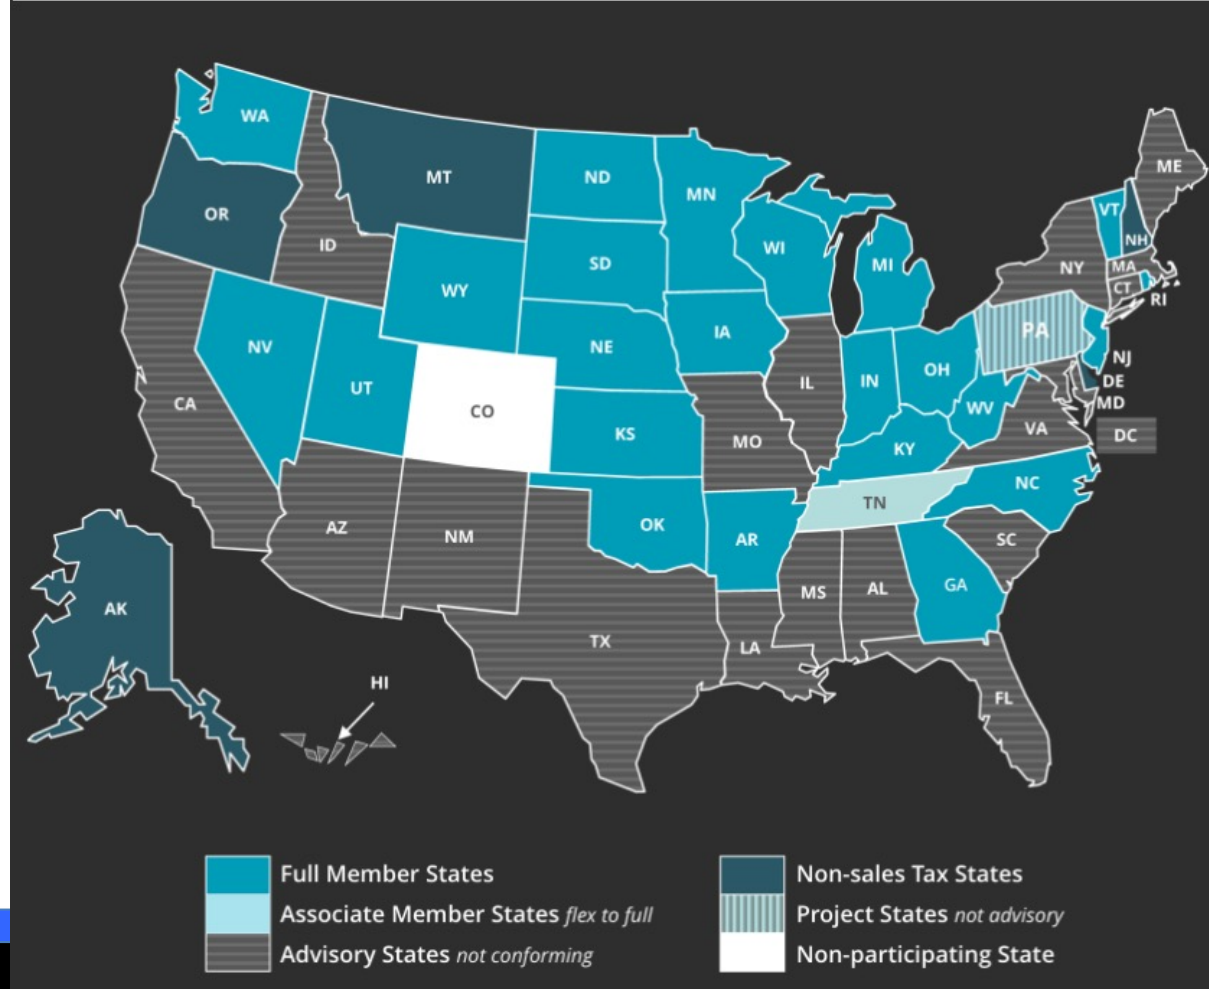 WA
MT
ND
MN
ME
OR
VT
ID
NH
WI
SD
MI
NY
MA
WY
CT
RI
PA
IA
NE
NV
NJ
OH
UT
IN
IL
DE
CA
CO
MD
WV
KS
VA
DC
MO
KY
NC
TN
OK
AZ
NM
AR
SC
GA
AL
MS
AK
TX
LA
HI
FL
Full Member States
Associate Member States flex to full
Advisory States not conforming
Non-sales Tax States
Project States not advisory
Non-participating State